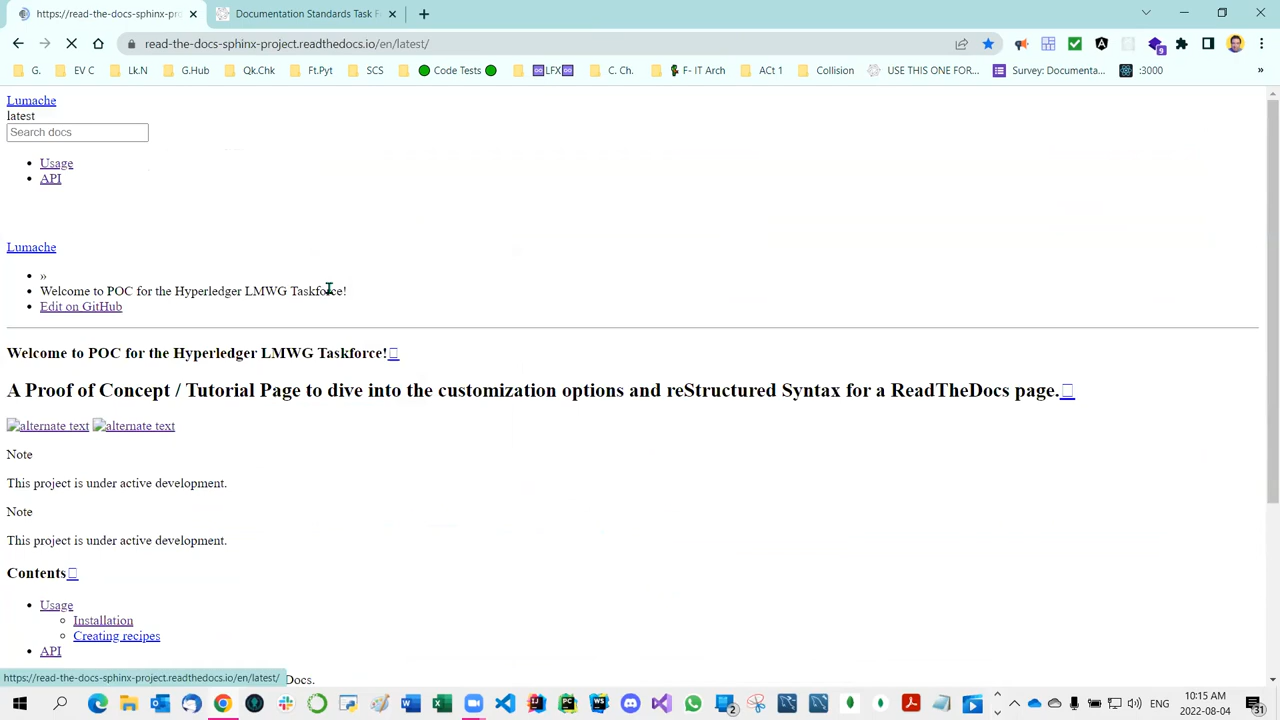 https://read-the-docs-sphinx-pro
Documentation Standards Task F
read-the-docs-sphinx-project.readthedocs.io/en/latest/
9
G.
EV C
Lk.N
G.Hub
Qk.Chk
Ft.Pyt
SCS
Code Tests
LFX
C. Ch.
F- IT Arch
ACt 1
Collision
USE THIS ONE FOR...
Survey: Documenta...
:3000
»
Lumache
latest
Search docs
Usage
API
Lumache
»
Welcome to POC for the Hyperledger LMWG Taskforce!
Edit on GitHub
Welcome to POC for the Hyperledger LMWG Taskforce!
A Proof of Concept / Tutorial Page to dive into the customization options and reStructured Syntax for a ReadTheDocs page.
alternate text alternate text
Note
This project is under active development.
Note
This project is under active development.
Contents
Usage
Installation
Creating recipes
API
https://read-the-docs-sphinx-project.readthedocs.io/en/latest/ Docs.
2
ENG
10:15 AM
2022-08-04
31